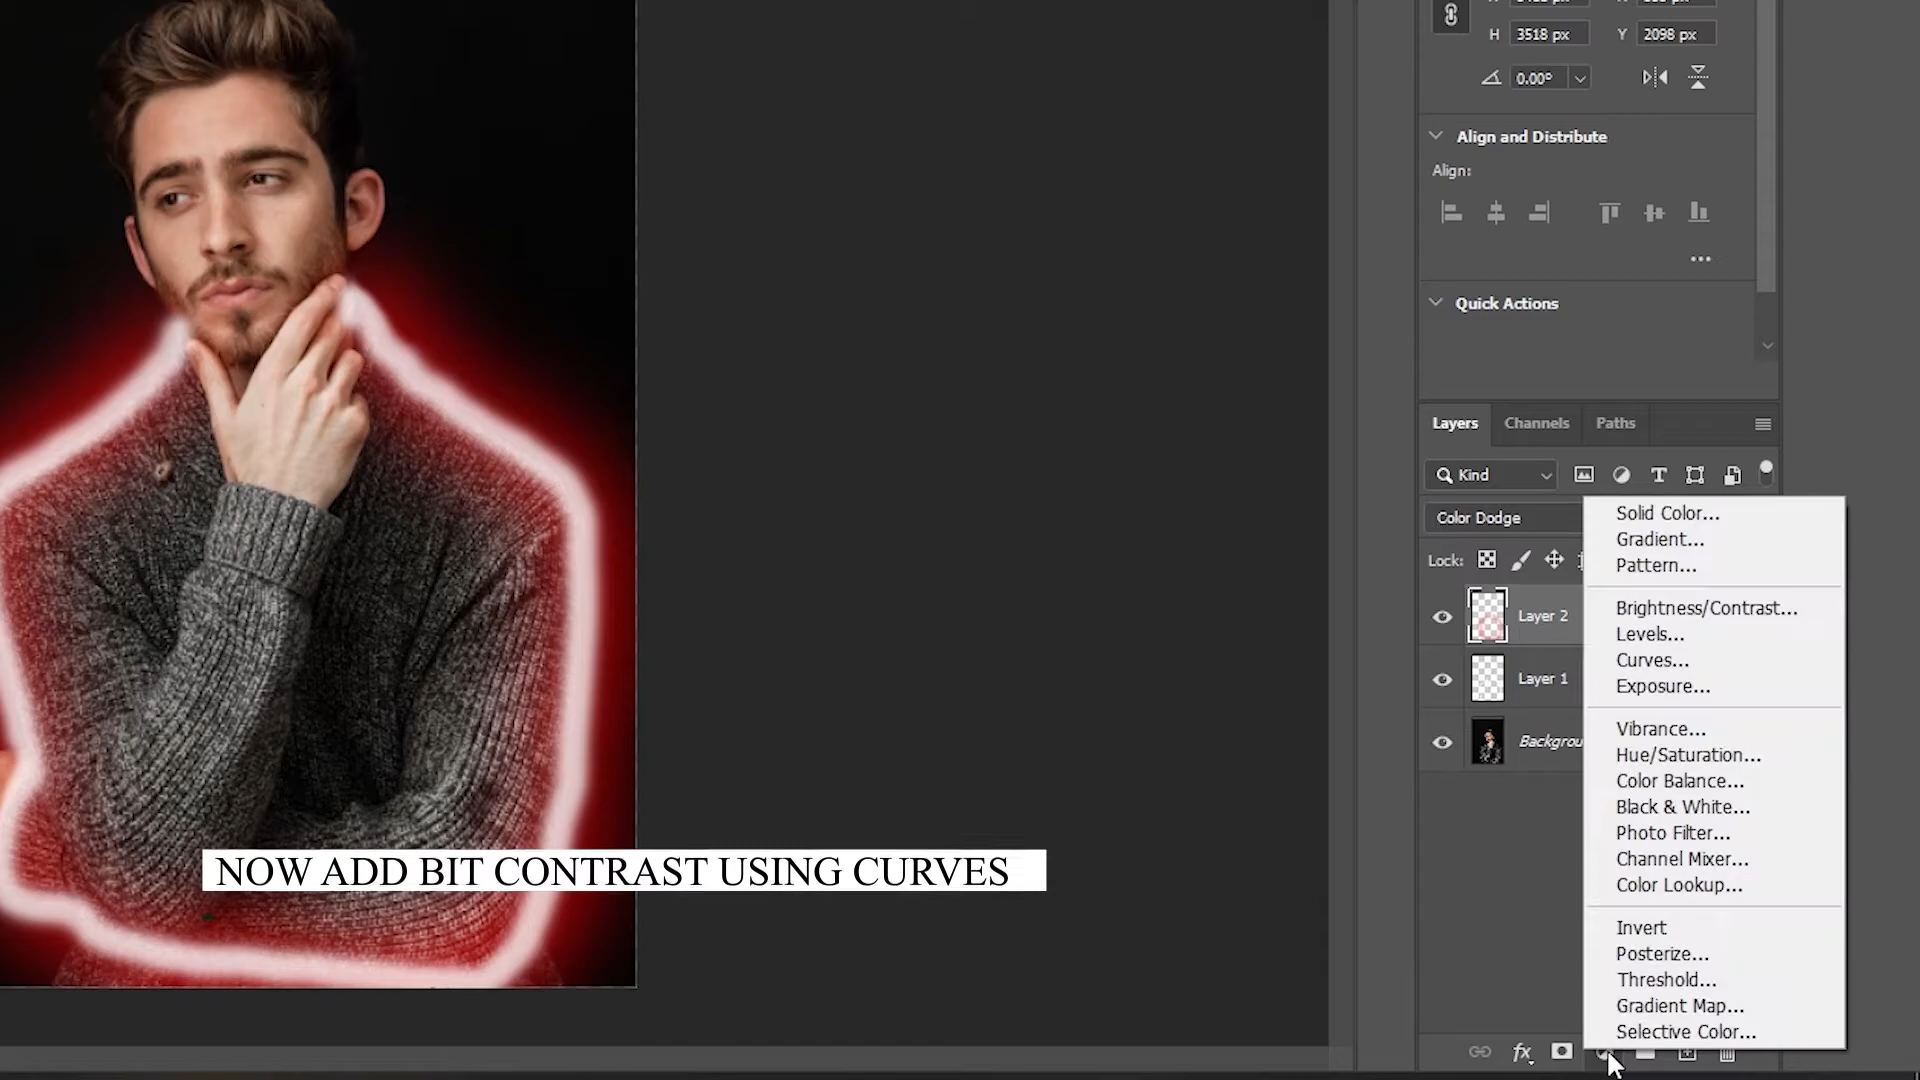 H 3518 px Y 2098 px
0.00°
Align and Distribute
Align:
Quick Actions
Layers Channels Paths
Kind
Color Dodge
Lock:
Layer 2
Layer 1
Backgrou
Solid Color...
Gradient...
Pattern...
Brightness/Contrast...
Levels...
Curves...
Exposure...
Vibrance...
Hue/Saturation...
Color Balance...
Black & White...
Photo Filter...
Channel Mixer...
Color Lookup...
Invert
Posterize...
Threshold...
Gradient Map...
Selective Color...
fx
NOW ADD BIT CONTRAST USING CURVES